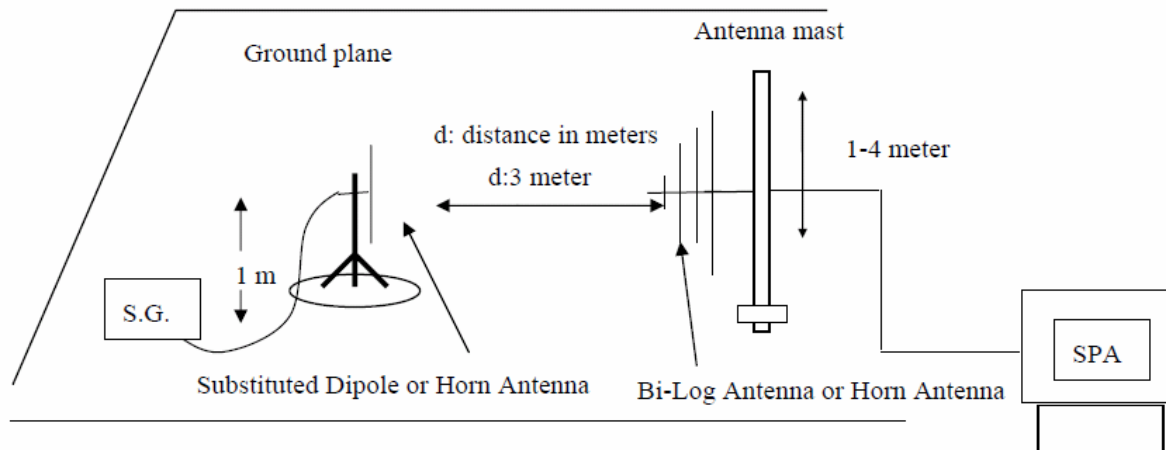 Antenna mast
Ground plane
d: distance in meters
1-4 meter
d:3 meter
1 m
S.G.
SPA
Substituted Dipole or Horn Antenna
Bi-Log Antenna or Horn Antenna